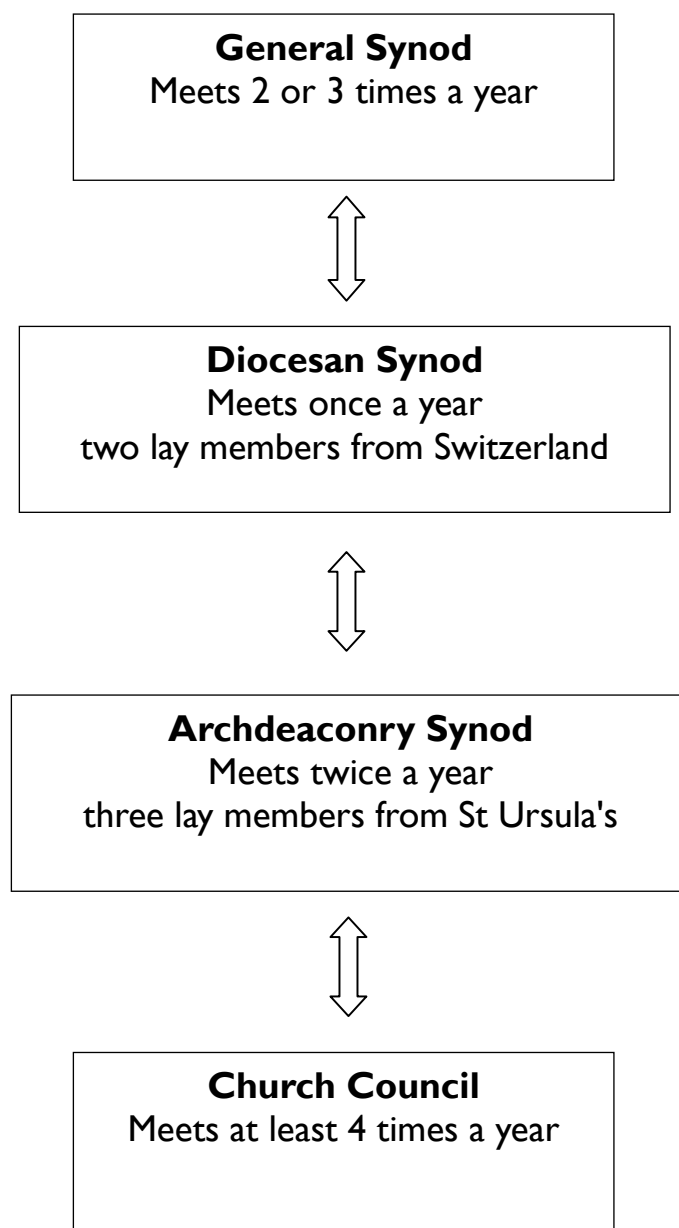 General Synod
Meets 2 or 3 times a year
Diocesan Synod
Meets once a year
two lay members from Switzerland
Archdeaconry Synod
Meets twice a year
three lay members from St Ursula's
Church Council
Meets at least 4 times a year